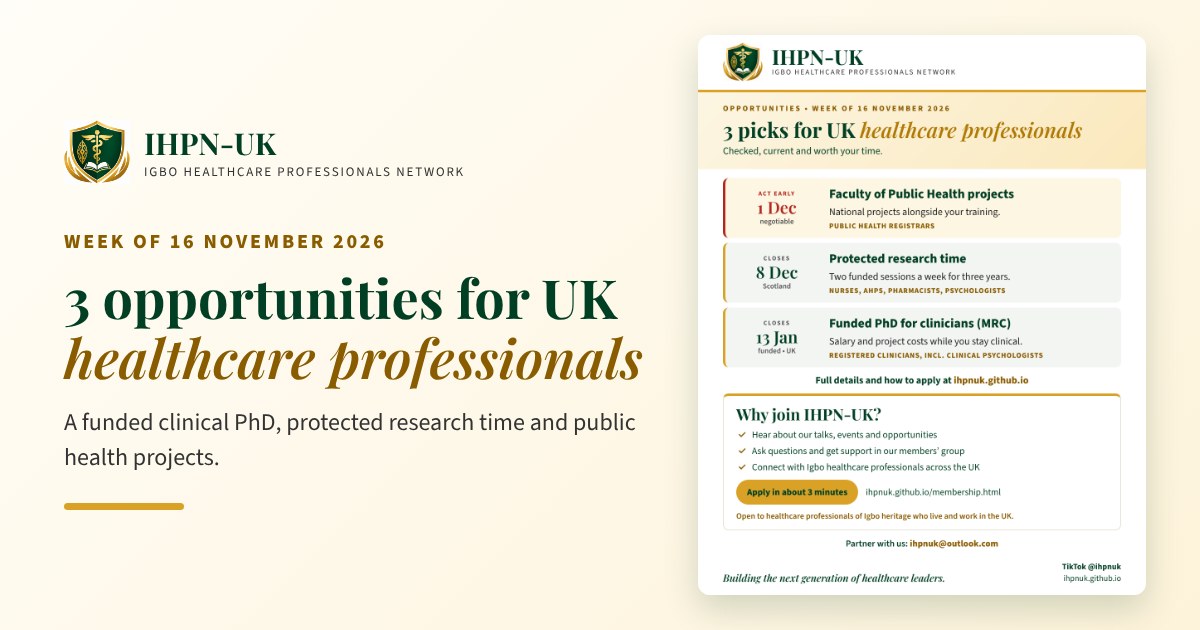 IHPN-UK
IGBO HEALTHCARE PROFESSIONALS NETWORK
WEEK OF 16 NOVEMBER 2026
3 opportunities for UK
healthcare professionals
A funded clinical PhD, protected research time and public
health projects.
IHPN-UK
IGBO HEALTHCARE PROFESSIONALS NETWORK
OPPORTUNITIES • WEEK OF 16 NOVEMBER 2026
3 picks for UK healthcare professionals
Checked, current and worth your time.
ACT EARLY
1 Dec
negotiable
Faculty of Public Health projects
National projects alongside your training.
PUBLIC HEALTH REGISTRARS
CLOSES
8 Dec
Scotland
Protected research time
Two funded sessions a week for three years.
NURSES, AHPS, PHARMACISTS, PSYCHOLOGISTS
CLOSES
13 Jan
funded • UK
Funded PhD for clinicians (MRC)
Salary and project costs while you stay clinical.
REGISTERED CLINICIANS, INCL. CLINICAL PSYCHOLOGISTS
Full details and how to apply at ihpnuk.github.io
Why join IHPN-UK?
✓ Hear about our talks, events and opportunities
✓ Ask questions and get support in our members' group
✓ Connect with Igbo healthcare professionals across the UK
Apply in about 3 minutes ihpnuk.github.io/membership.html
Open to healthcare professionals of Igbo heritage who live and work in the UK.
Partner with us: ihpnuk@outlook.com
Building the next generation of healthcare leaders.
TikTok @ihpnuk
ihpnuk.github.io